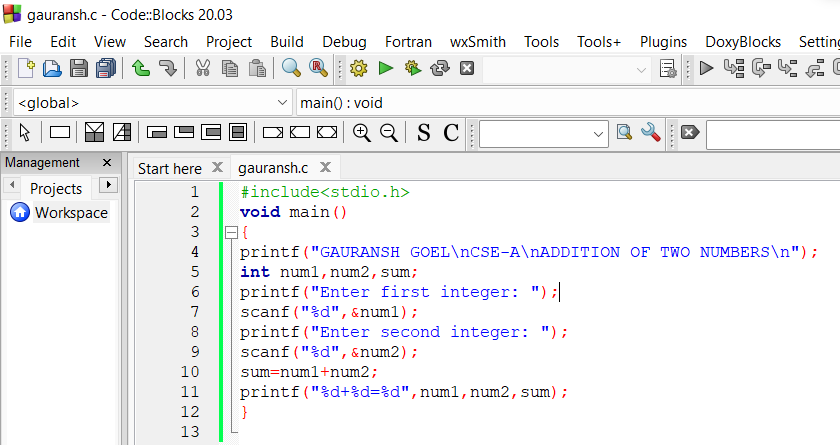 gauransh.c - Code::Blocks 20.03
File Edit View Search Project Build Debug Fortran wxSmith Tools Tools+ Plugins DoxyBlocks Setting
<global> main() : void
S C
Management
Start here gauransh.c
Projects
Workspace
1 #include<stdio.h>
2 void main()
3 {
4 printf("GAURANSH GOEL\nCSE-A\nADDITION OF TWO NUMBERS\n");
5 int num1,num2,sum;
6 printf("Enter first integer: ");
7 scanf("%d",&num1);
8 printf("Enter second integer: ");
9 scanf("%d",&num2);
10 sum=num1+num2;
11 printf("%d+%d=%d",num1,num2,sum);
12 }
13